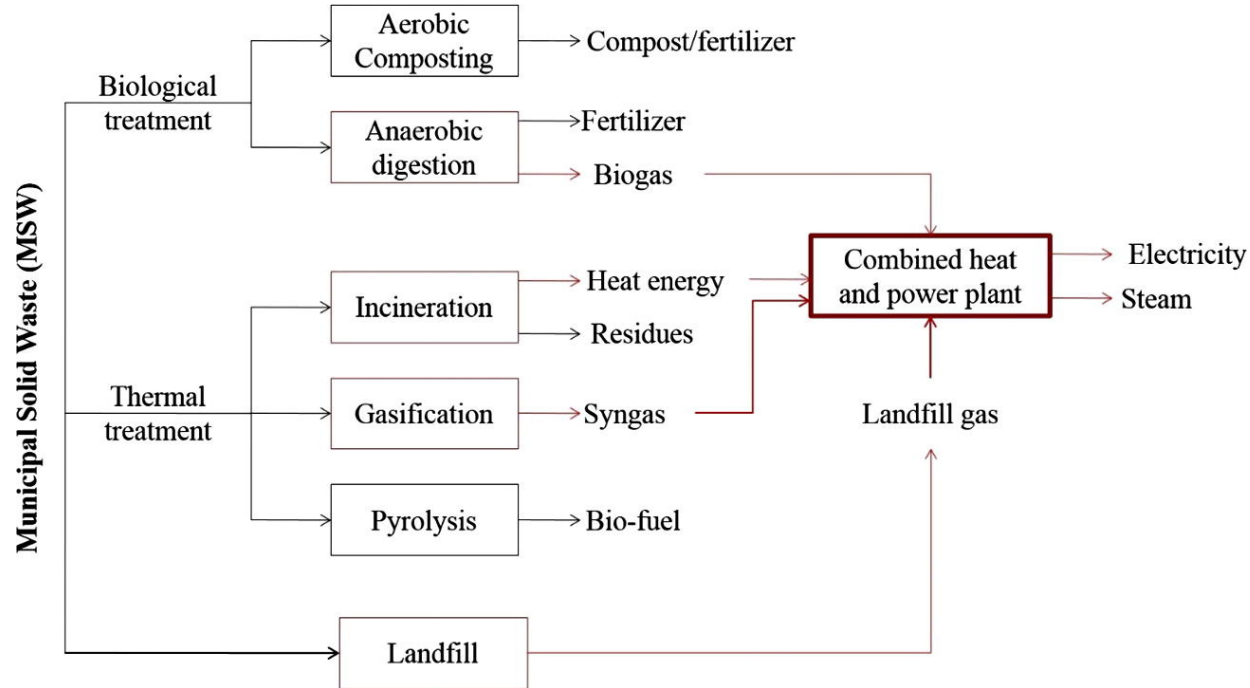 Municipal Solid Waste (MSW)
Biological
treatment
Aerobic
Composting
Compost/fertilizer
Anaerobic
digestion
Fertilizer
Biogas
Thermal
treatment
Incineration
Heat energy
Residues
Gasification
Syngas
Pyrolysis
Bio-fuel
Landfill
Landfill gas
Combined heat
and power plant
Electricity
Steam